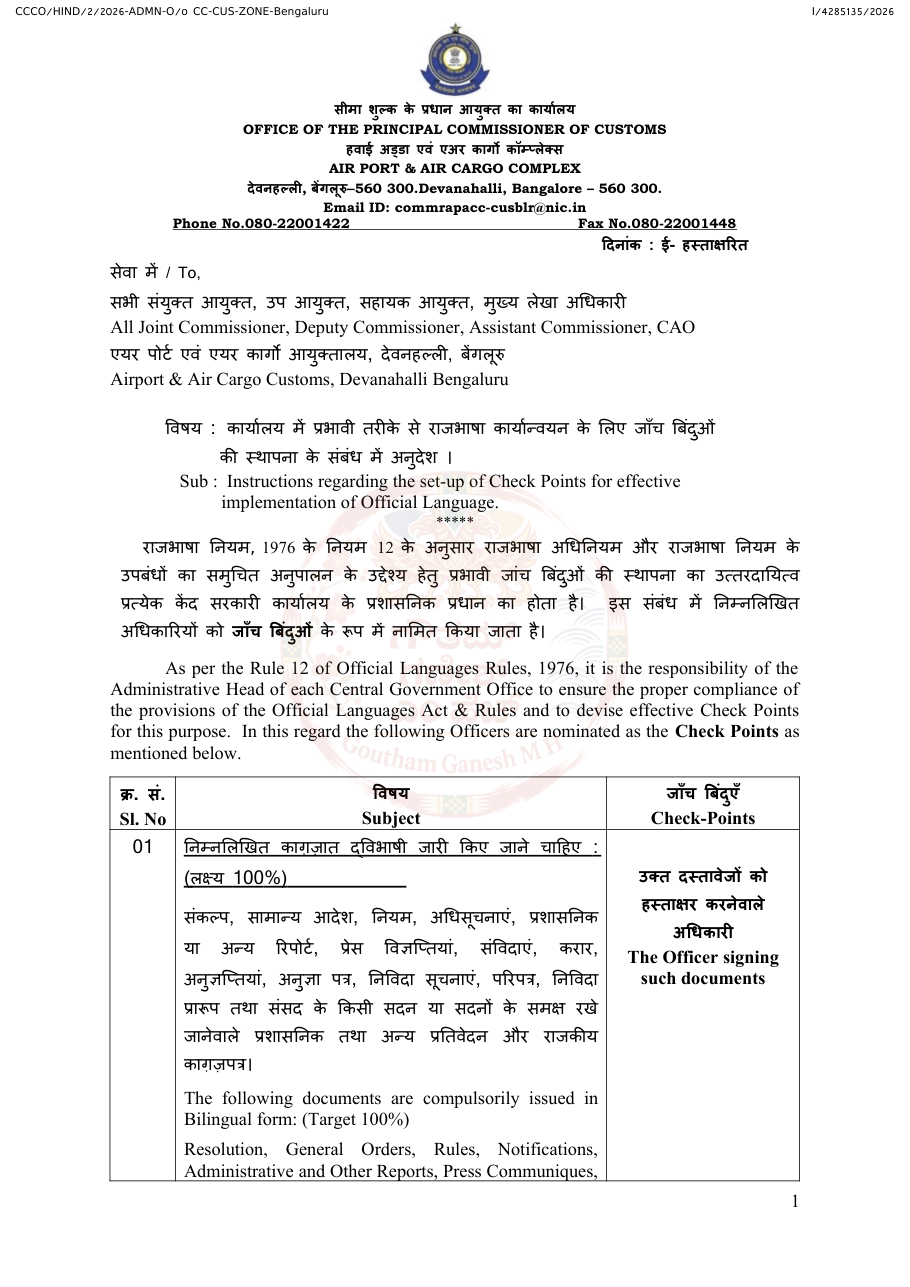 CCCO/HIND/2/2026-ADMN-O/o CC-CUS-ZONE-Bengaluru I/4285135/2026
सीमा शुल्क के प्रधान आयुक्त का कार्यालय
OFFICE OF THE PRINCIPAL COMMISSIONER OF CUSTOMS
हवाई अड्डा एवं एअर कार्गो कॉम्प्लेक्स
AIR PORT & AIR CARGO COMPLEX
देवनहल्ली, बेंगलूरु–560 300.Devanahalli, Bangalore – 560 300.
Email ID: commrapacc-cusblr@nic.in
Phone No.080-22001422 Fax No.080-22001448
दिनांक : ई- हस्ताक्षरित
सेवा में / To,
सभी संयुक्त आयुक्त, उप आयुक्त, सहायक आयुक्त, मुख्य लेखा अधिकारी
All Joint Commissioner, Deputy Commissioner, Assistant Commissioner, CAO
एयर पोर्ट एवं एयर कार्गो आयुक्तालय, देवनहल्ली, बेंगलूरु
Airport & Air Cargo Customs, Devanahalli Bengaluru
विषय : कार्यालय में प्रभावी तरीके से राजभाषा कार्यान्वयन के लिए जाँच बिंदुओं
की स्थापना के संबंध में अनुदेश ।
Sub : Instructions regarding the set-up of Check Points for effective
implementation of Official Language.
*****
राजभाषा नियम, 1976 के नियम 12 के अनुसार राजभाषा अधिनियम और राजभाषा नियम के
उपबंधों का समुचित अनुपालन के उद्देश्य हेतु प्रभावी जांच बिंदुओं की स्थापना का उत्तरदायित्व
प्रत्येक केंद सरकारी कार्यालय के प्रशासनिक प्रधान का होता है। इस संबंध में निम्नलिखित
अधिकारियों को जाँच बिंदुओं के रूप में नामित किया जाता है।
As per the Rule 12 of Official Languages Rules, 1976, it is the responsibility of the
Administrative Head of each Central Government Office to ensure the proper compliance of
the provisions of the Official Languages Act & Rules and to devise effective Check Points
for this purpose. In this regard the following Officers are nominated as the Check Points as
mentioned below.
Goutham Ganesh M H
क्र. सं. विषय जाँच बिंदुएँ
Sl. No Subject Check-Points
01 निम्नलिखित कागज़ात द्विभाषी जारी किए जाने चाहिए :
(लक्ष्य 100%)
संकल्प, सामान्य आदेश, नियम, अधिसूचनाएं, प्रशासनिक
या अन्य रिपोर्ट, प्रेस विज्ञप्तियां, संविदाएं, करार,
अनुज्ञप्तियां, अनुज्ञा पत्र, निविदा सूचनाएं, परिपत्र, निविदा
प्रारूप तथा संसद के किसी सदन या सदनों के समक्ष रखे
जानेवाले प्रशासनिक तथा अन्य प्रतिवेदन और राजकीय
काग़ज़पत्र।
The following documents are compulsorily issued in
Bilingual form: (Target 100%)
Resolution, General Orders, Rules, Notifications,
Administrative and Other Reports, Press Communiques,
उक्त दस्तावेजों को
हस्ताक्षर करनेवाले
अधिकारी
The Officer signing
such documents
1